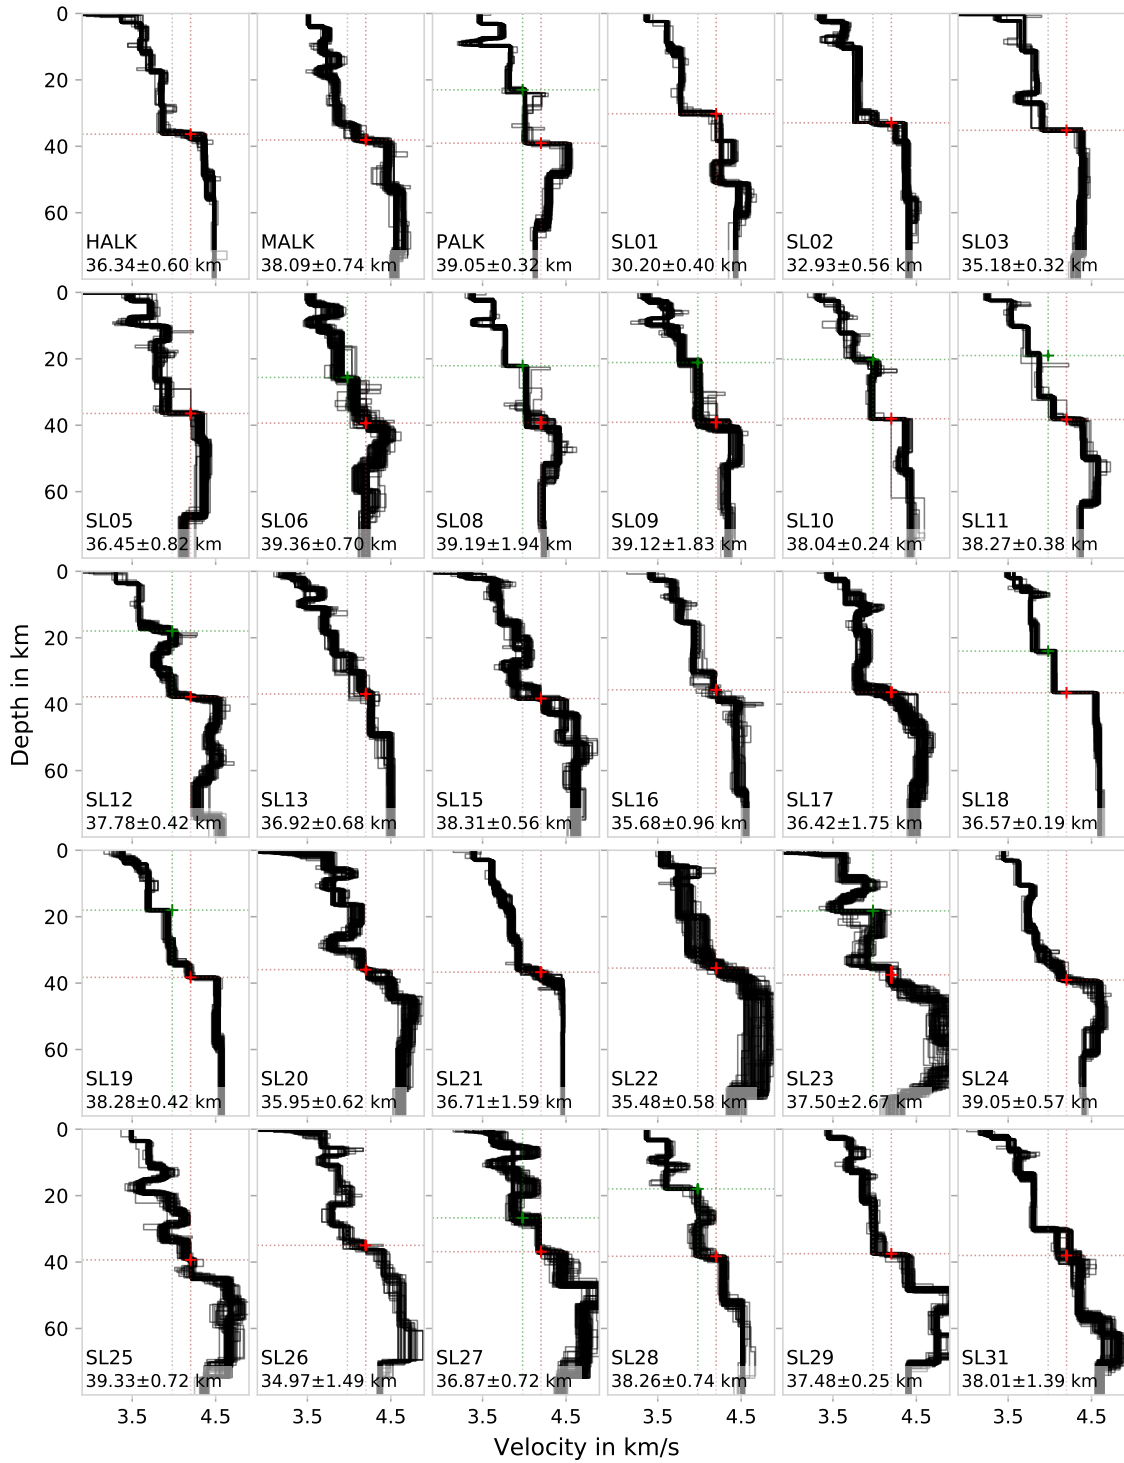 0
20
40
60
HALK
36.34±0.60 km
MALK
38.09±0.74 km
PALK
39.05±0.32 km
SL01
30.20±0.40 km
SL02
32.93±0.56 km
SL03
35.18±0.32 km
0
20
40
60
SL05
36.45±0.82 km
SL06
39.36±0.70 km
SL08
39.19±1.94 km
SL09
39.12±1.83 km
SL10
38.04±0.24 km
SL11
38.27±0.38 km
Depth in km
0
20
40
60
SL12
37.78±0.42 km
SL13
36.92±0.68 km
SL15
38.31±0.56 km
SL16
35.68±0.96 km
SL17
36.42±1.75 km
SL18
36.57±0.19 km
0
20
40
60
SL19
38.28±0.42 km
SL20
35.95±0.62 km
SL21
36.71±1.59 km
SL22
35.48±0.58 km
SL23
37.50±2.67 km
SL24
39.05±0.57 km
0
20
40
60
SL25
39.33±0.72 km
SL26
34.97±1.49 km
SL27
36.87±0.72 km
SL28
38.26±0.74 km
SL29
37.48±0.25 km
SL31
38.01±1.39 km
3.5 4.5 3.5 4.5 3.5 4.5 3.5 4.5 3.5 4.5 3.5 4.5
Velocity in km/s